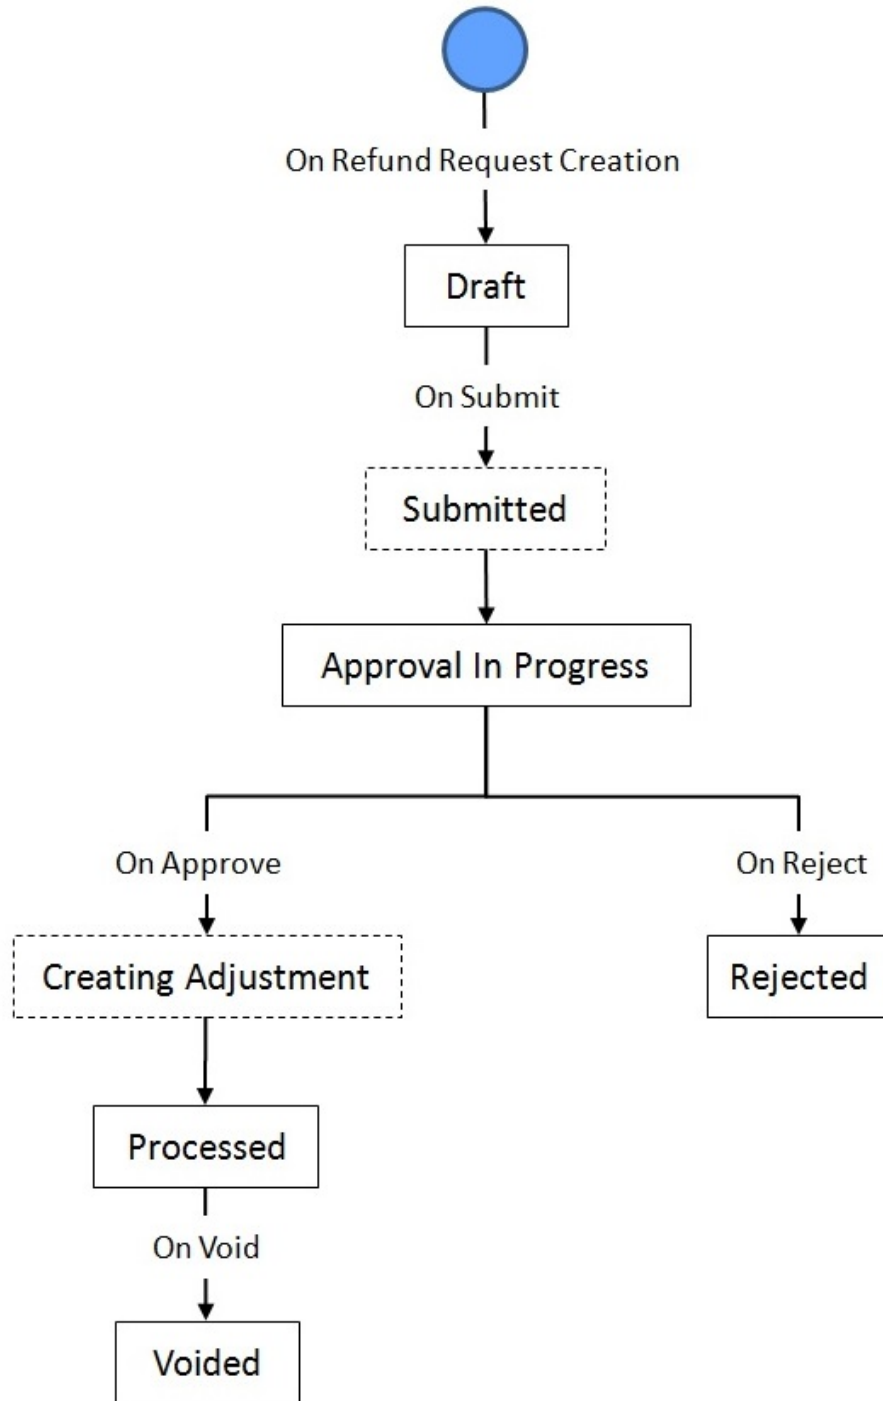 On Refund Request Creation
Draft
On Submit
Submitted
Approval In Progress
On Approve
On Reject
Creating Adjustment
Rejected
Processed
On Void
Voided